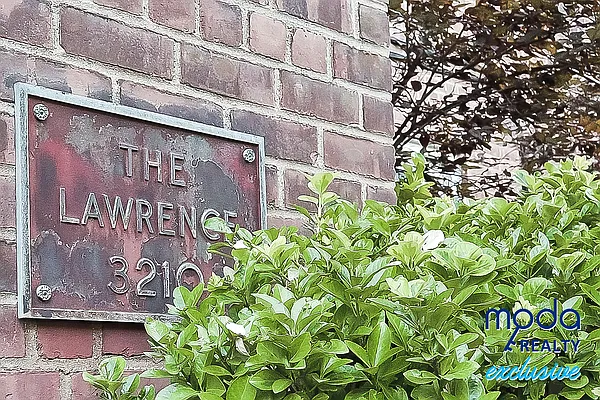 THE
LAWRENCE
3210
moda
REALTY
exclusive